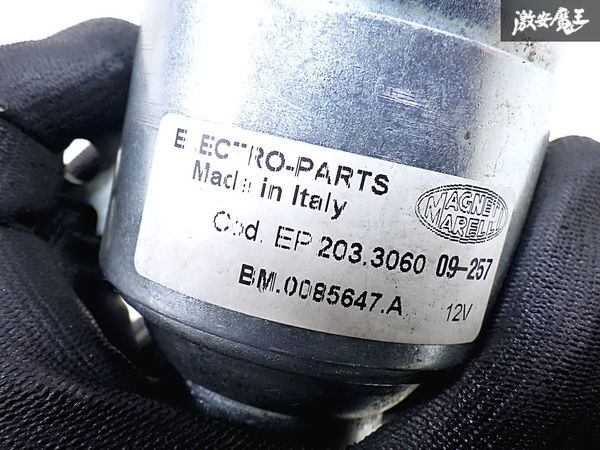 激安魔王
ELECTRO-PARTS
Made in Italy
MAGNETI
MARELLI
Cod. EP 203.3060 09-257
BM.0085647.A 12V